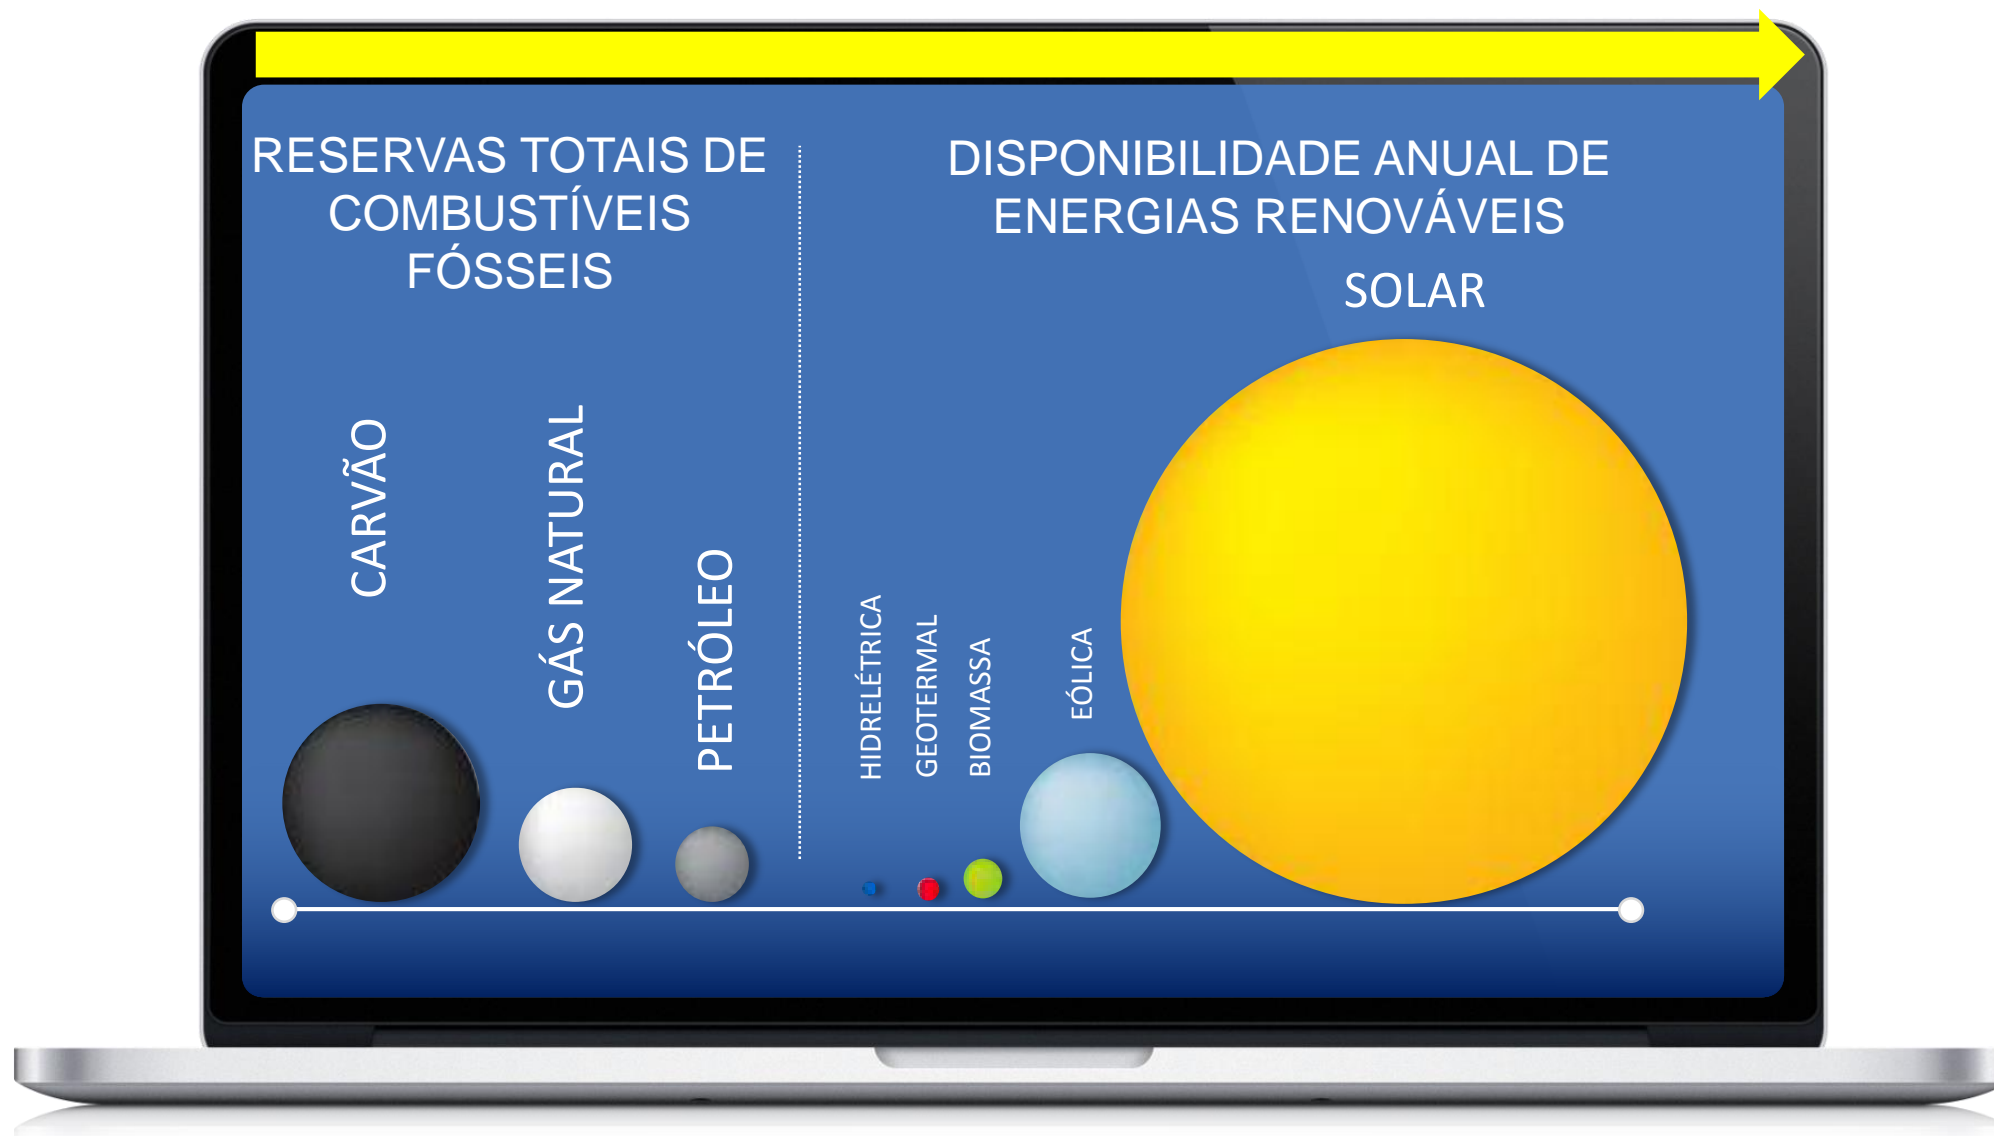 RESERVAS TOTAIS DE
COMBUSTÍVEIS
FÓSSEIS
CARVÃO
GÁS NATURAL
PETRÓLEO
DISPONIBILIDADE ANUAL DE
ENERGIAS RENOVÁVEIS
SOLAR
HIDRELÉTRICA
GEOTERMAL
BIOMASSA
EÓLICA